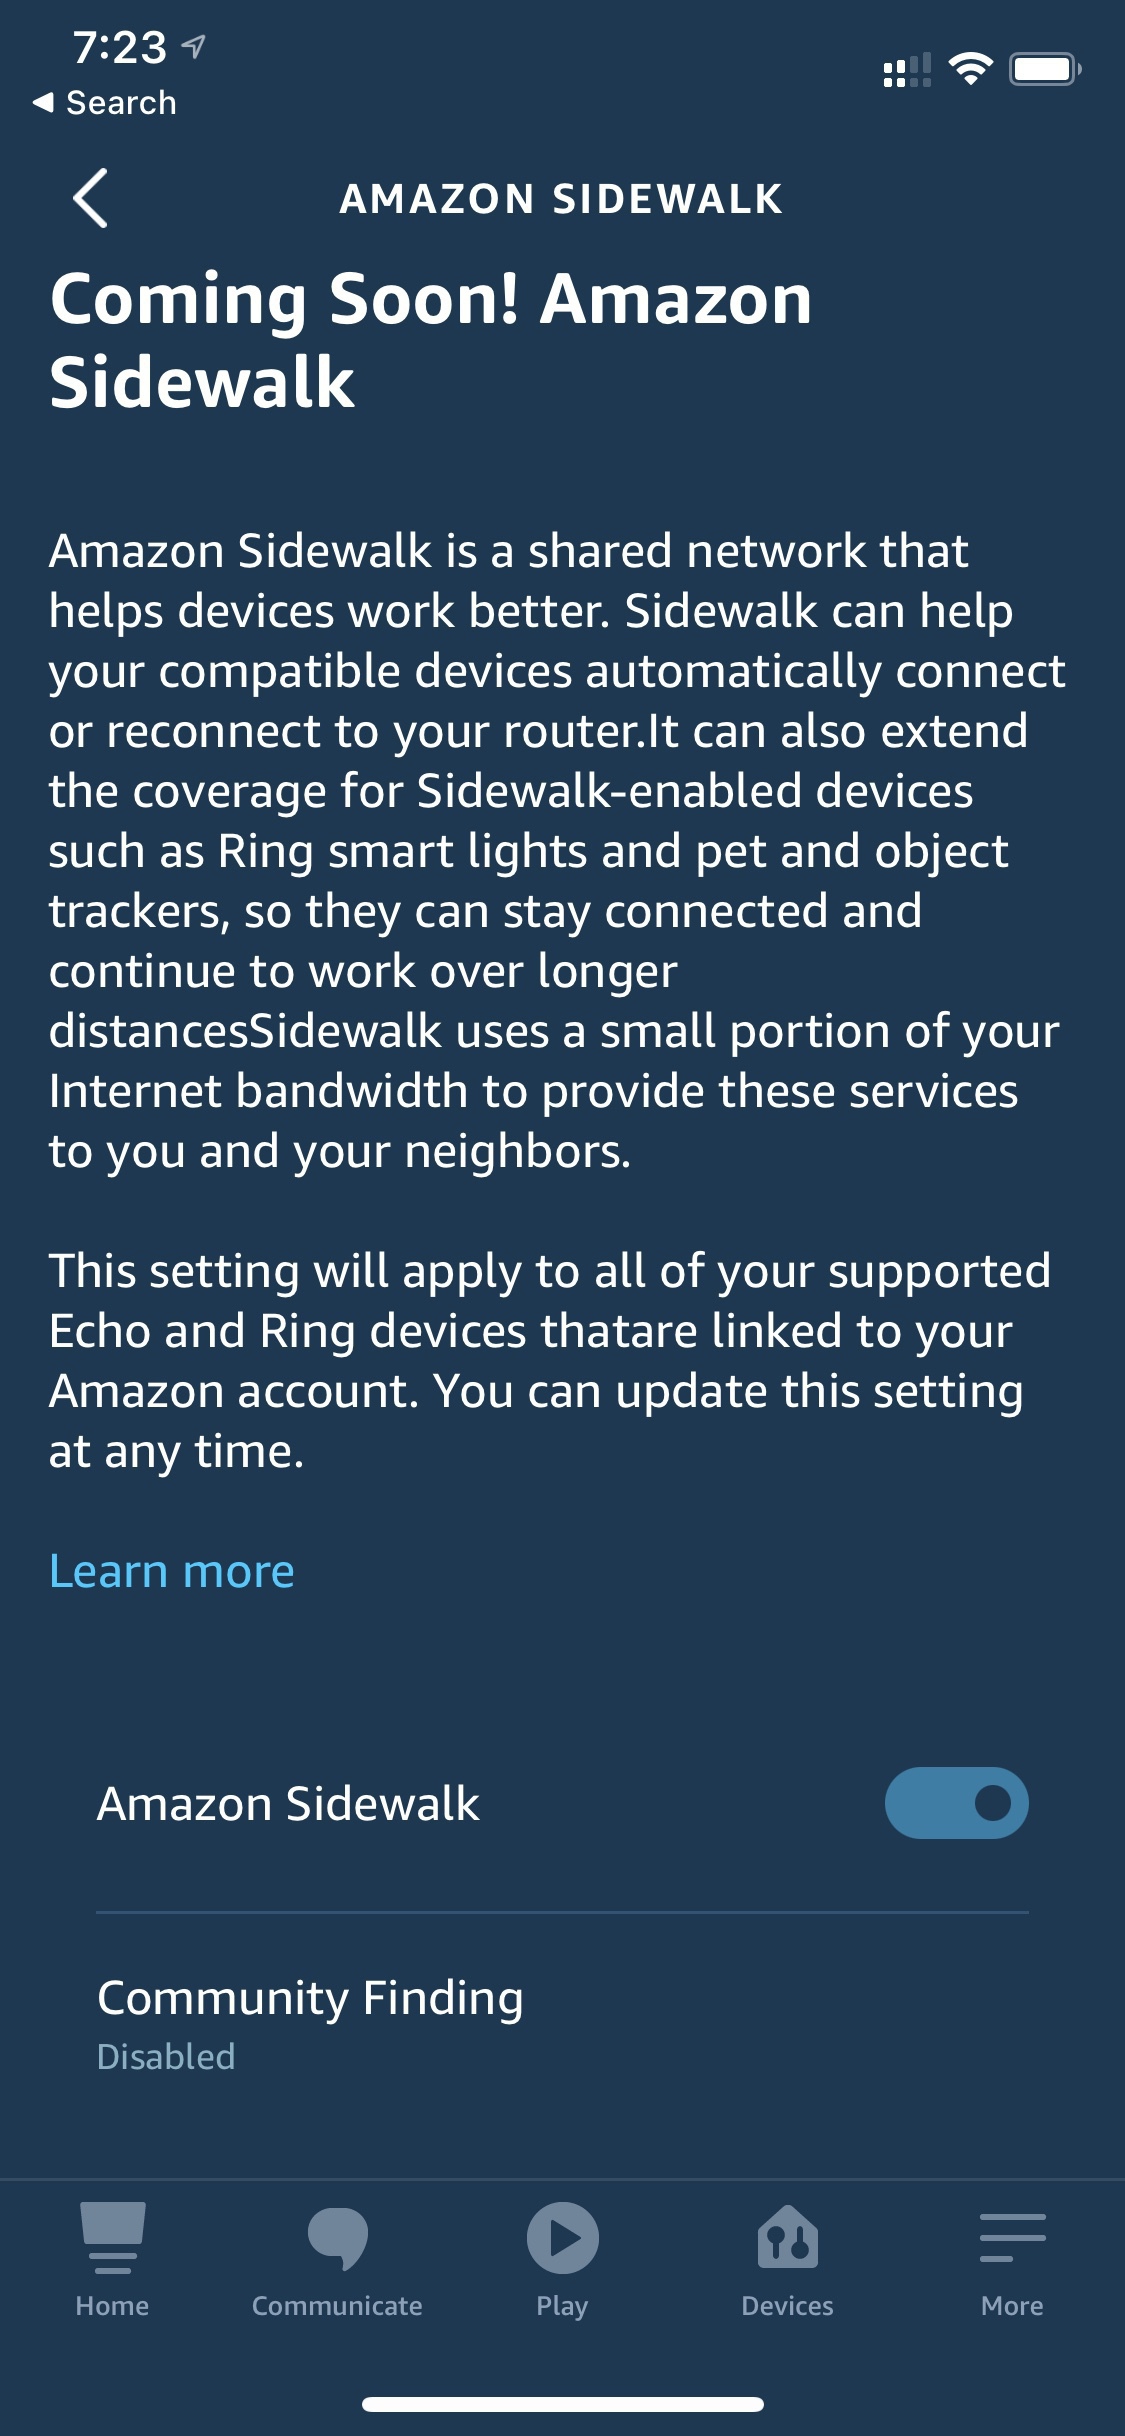 7:23
Search
AMAZON SIDEWALK
Coming Soon! Amazon
Sidewalk
Amazon Sidewalk is a shared network that
helps devices work better. Sidewalk can help
your compatible devices automatically connect
or reconnect to your router.It can also extend
the coverage for Sidewalk-enabled devices
such as Ring smart lights and pet and object
trackers, so they can stay connected and
continue to work over longer
distancesSidewalk uses a small portion of your
Internet bandwidth to provide these services
to you and your neighbors.
This setting will apply to all of your supported
Echo and Ring devices thatare linked to your
Amazon account. You can update this setting
at any time.
Learn more
Amazon Sidewalk
Community Finding
Disabled
Home Communicate Play Devices More